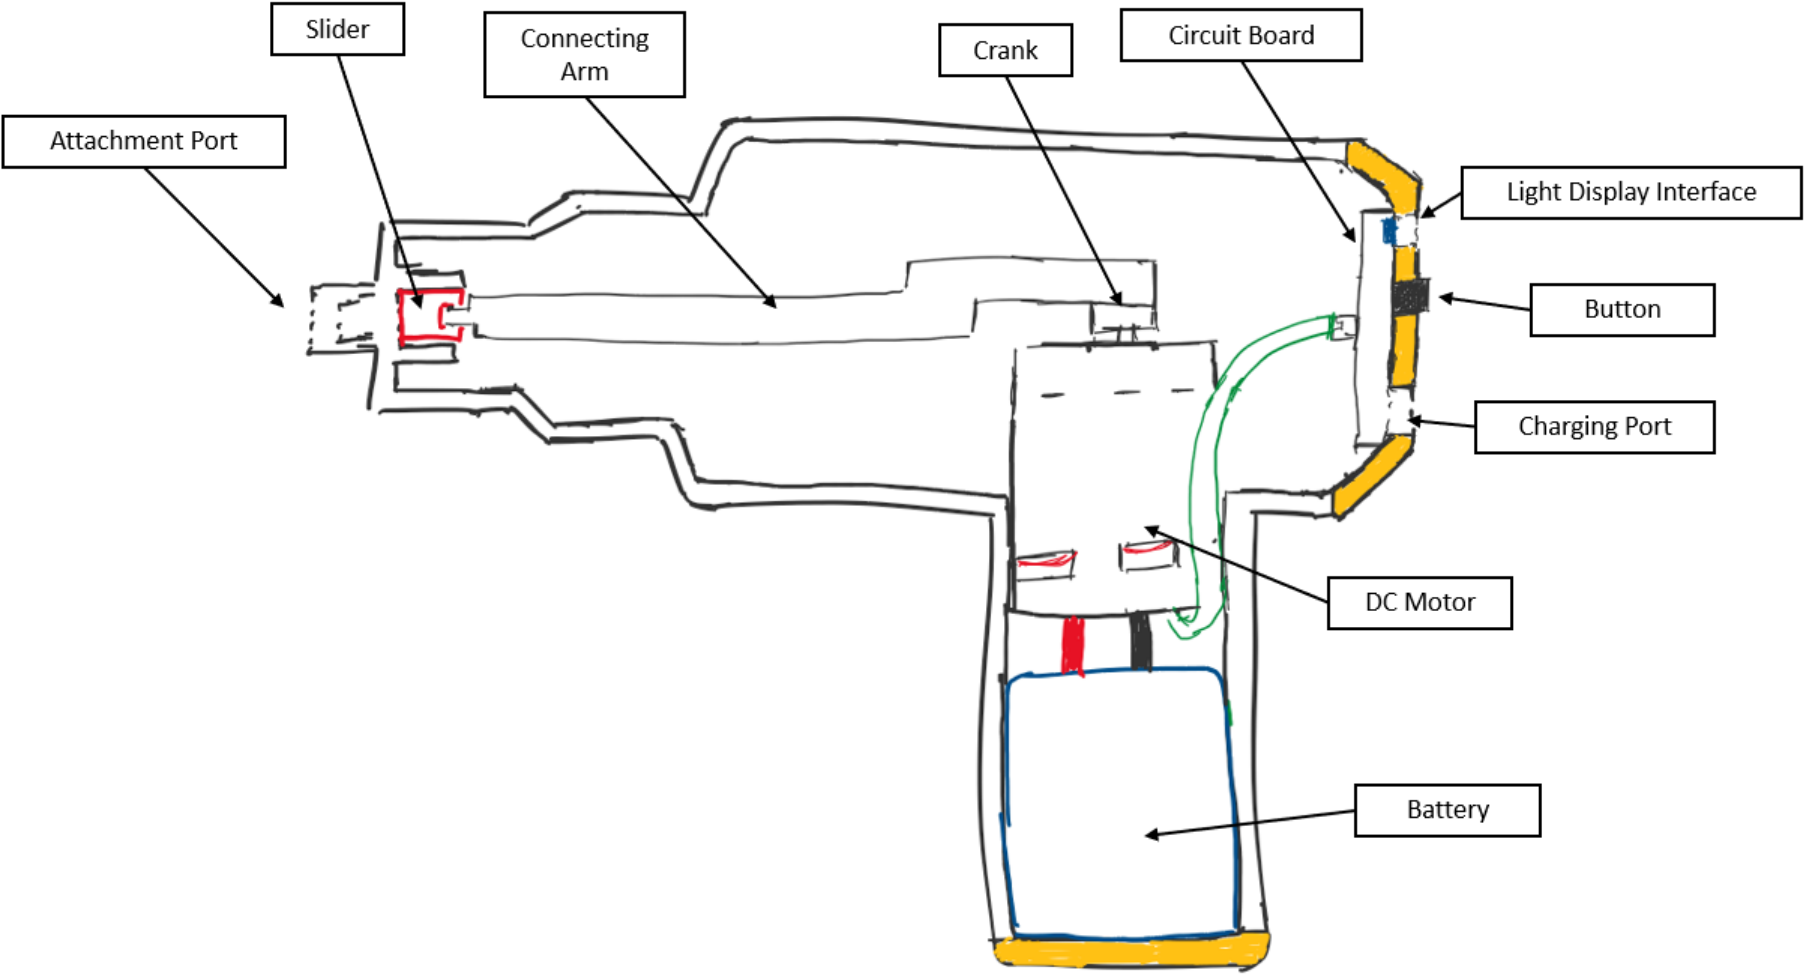 Slider
Connecting
Arm
Crank
Circuit Board
Attachment Port
Light Display Interface
Button
Charging Port
DC Motor
Battery